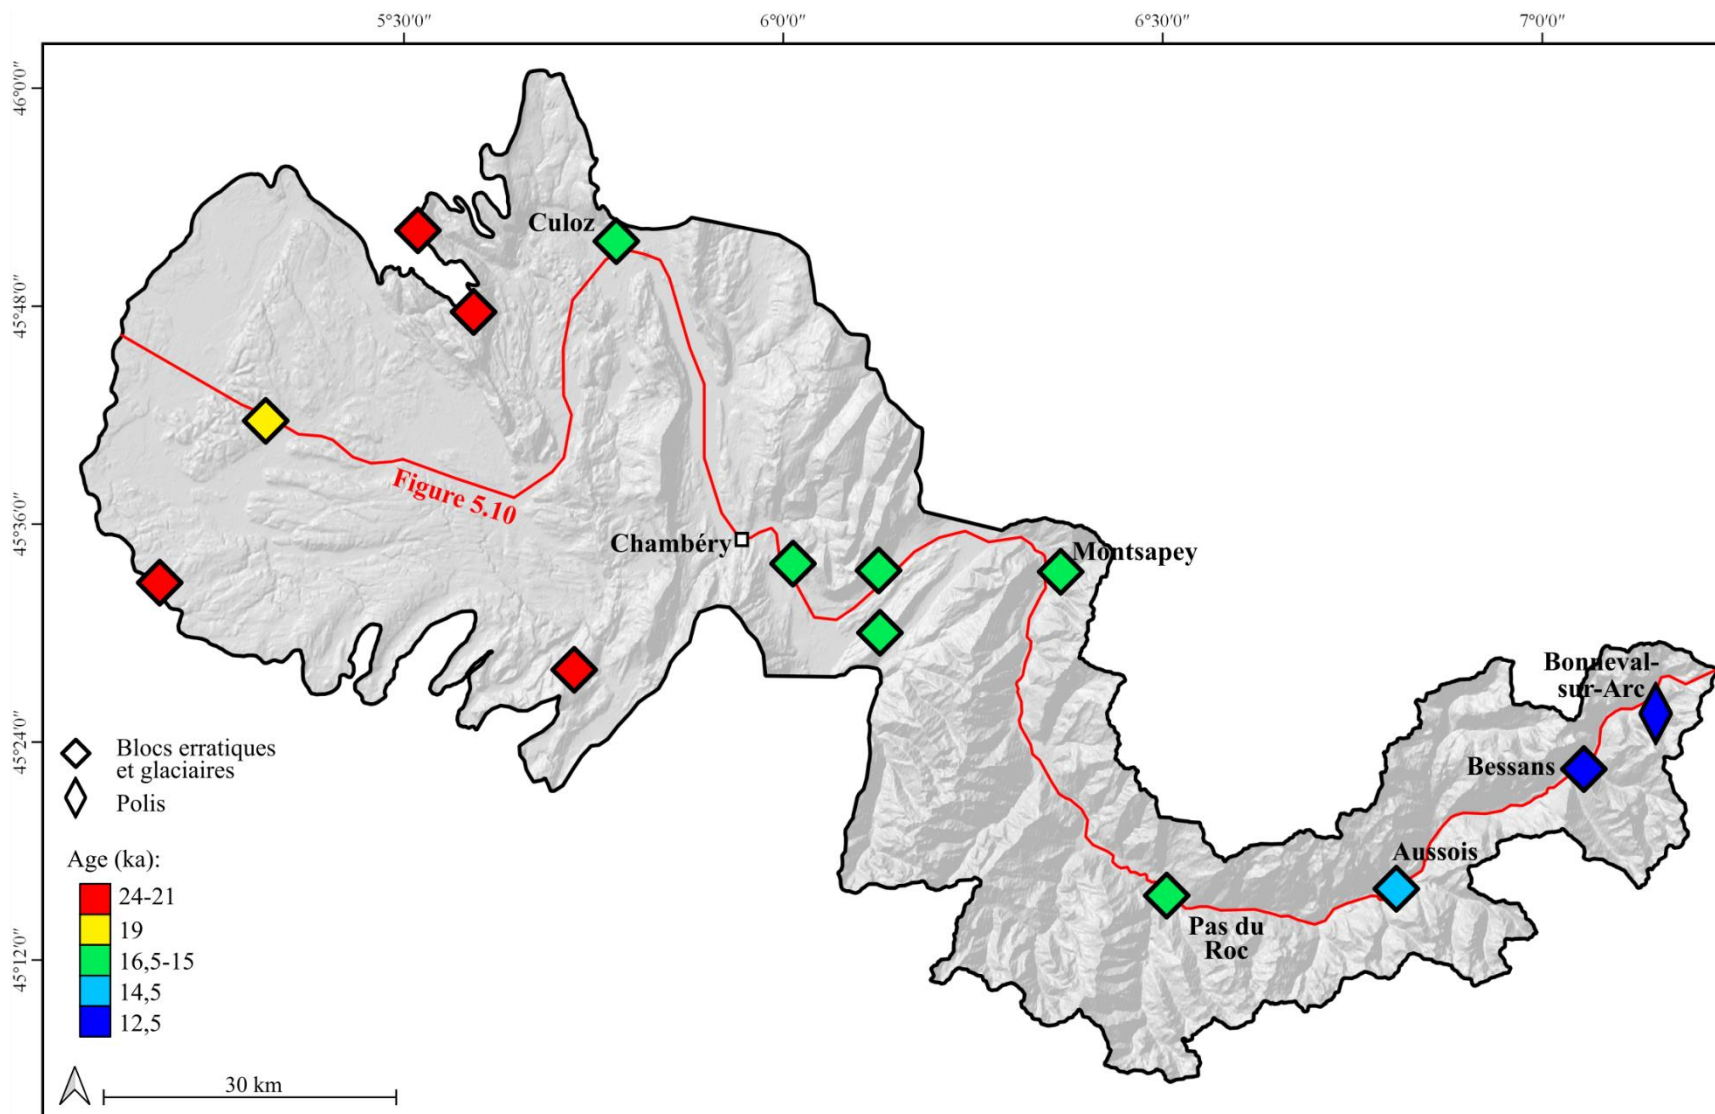 5°30'0"
6°0'0"
6°30'0"
7°0'0"
46°0'0"
45°48'0"
45°36'0"
45°24'0"
45°12'0"
Culoz
Figure 5.10
Chambéry
Montsapey
Bonneval-
sur-Arc
Bessans
Aussois
Pas du
Roc
Blocs erratiques
et glaciaires
Polis
Age (ka):
24-21
19
16,5-15
14,5
12,5
30 km